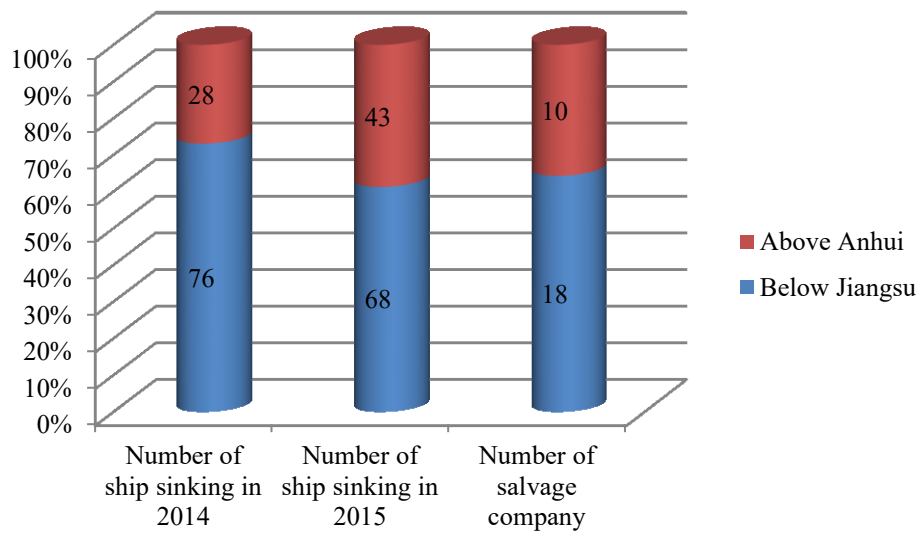 100%
90%
80%
70%
60%
50%
40%
30%
20%
10%
0%
28
43
10
76
68
18
Number of
ship sinking in
2014
Number of
ship sinking in
2015
Number of
salvage
company
Above Anhui
Below Jiangsu